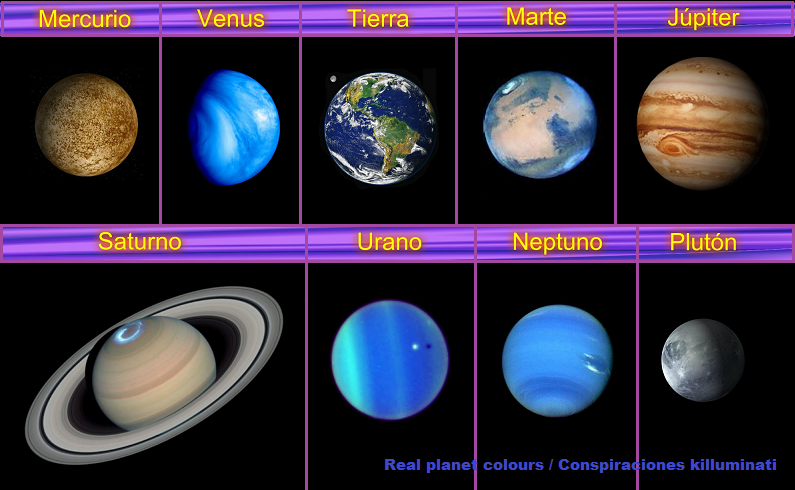 Mercurio Venus Tierra Marte Júpiter
Saturno Urano Neptuno Plutón
Real planet colours / Conspiraciones killuminati